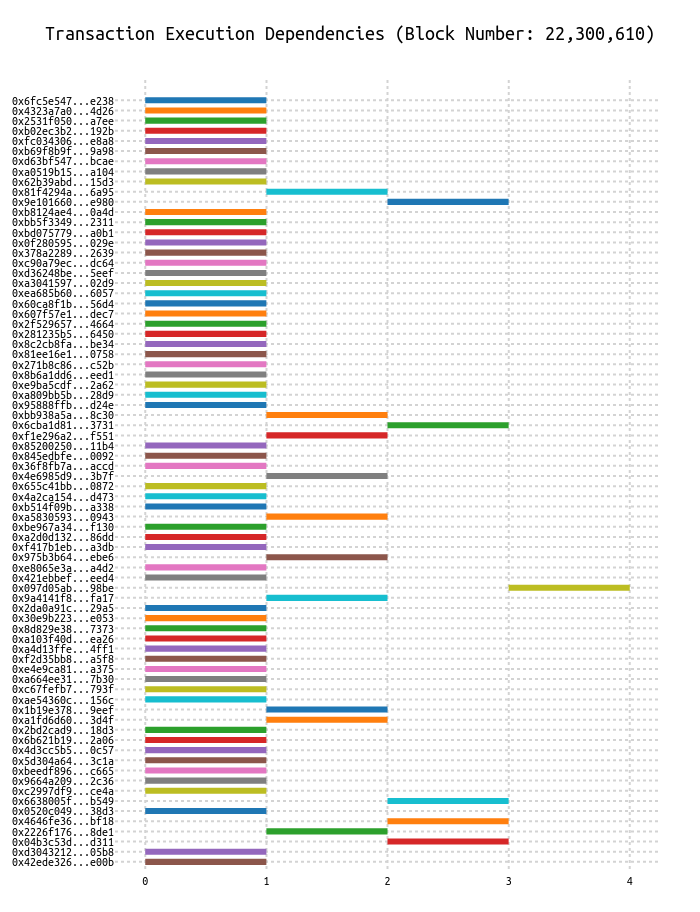 Transaction Execution Dependencies (Block Number: 22,300,610)
0x6fc5e547...e238
0x4323a7a0...4d26
0x2531f050...a7ee
0xb02ec3b2...192b
0xfc034306...e8a8
0xb69f8b9f...9a98
0xd63bf547...bcae
0xa0519b15...a104
0x62b39abd...15d3
0x81f4294a...6a95
0x9e101660...e980
0xb8124ae4...0a4d
0xbb5f3349...2311
0xbd075779...a0b1
0x0f280595...029e
0x378a2289...2639
0xc90a79ec...dc64
0xd36248be...5eef
0xa3041597...02d9
0xea685b60...6057
0x60ca8f1b...56d4
0x607f57e1...dec7
0x2f529657...4664
0x281235b5...6450
0x8c2cb8fa...be34
0x81ee16e1...0758
0x271b8c86...c52b
0x8b6a1dd6...eed1
0xe9ba5cdf...2a62
0xa809bb5b...28d9
0x95888ffb...d24e
0xbb938a5a...8c30
0x6cba1d81...3731
0xf1e296a2...f551
0x85200250...11b4
0x845edbfe...0092
0x36f8fb7a...accd
0x4e6985d9...3b7f
0x655c41bb...0872
0x4a2ca154...d473
0xb514f09b...a338
0xa5830593...0943
0xbe967a34...f130
0xa2d0d132...86dd
0xf417b1eb...a3db
0x975b3b64...ebe6
0xe8065e3a...a4d2
0x421ebbef...eed4
0x097d05ab...98be
0x9a4141f8...fa17
0x2da0a91c...29a5
0x30e9b223...e053
0x8d829e38...7373
0xa103f40d...ea26
0xa4d13ffe...4ff1
0xf2d35bb8...a5f8
0xe4e9ca81...a375
0xa664ee31...7b30
0xc67fefb7...793f
0xae54360c...156c
0x1b19e378...9eef
0xa1fd6d60...3d4f
0x2bd2cad9...18d3
0x6b621b19...2a06
0x4d3cc5b5...0c57
0x5d304a64...3c1a
0xbeedf896...c665
0x9664a209...2c36
0xc2997df9...ce4a
0x6638005f...b549
0x0520c049...38d3
0x4646fe36...bf18
0x2226f176...8de1
0x04b3c53d...d311
0xd3043212...05b8
0x42ede326...e00b
0 1 2 3 4